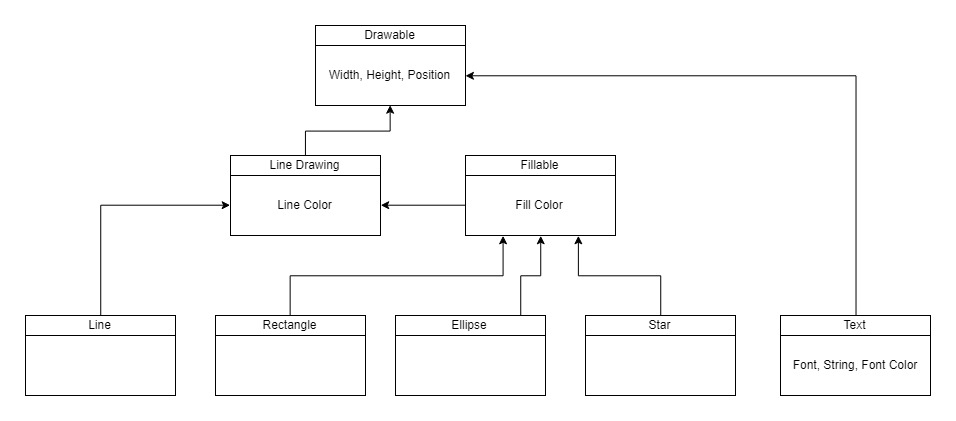 Drawable
Width, Height, Position
Line Drawing
Line Color
Fillable
Fill Color
Line
Rectangle
Ellipse
Star
Text
Font, String, Font Color